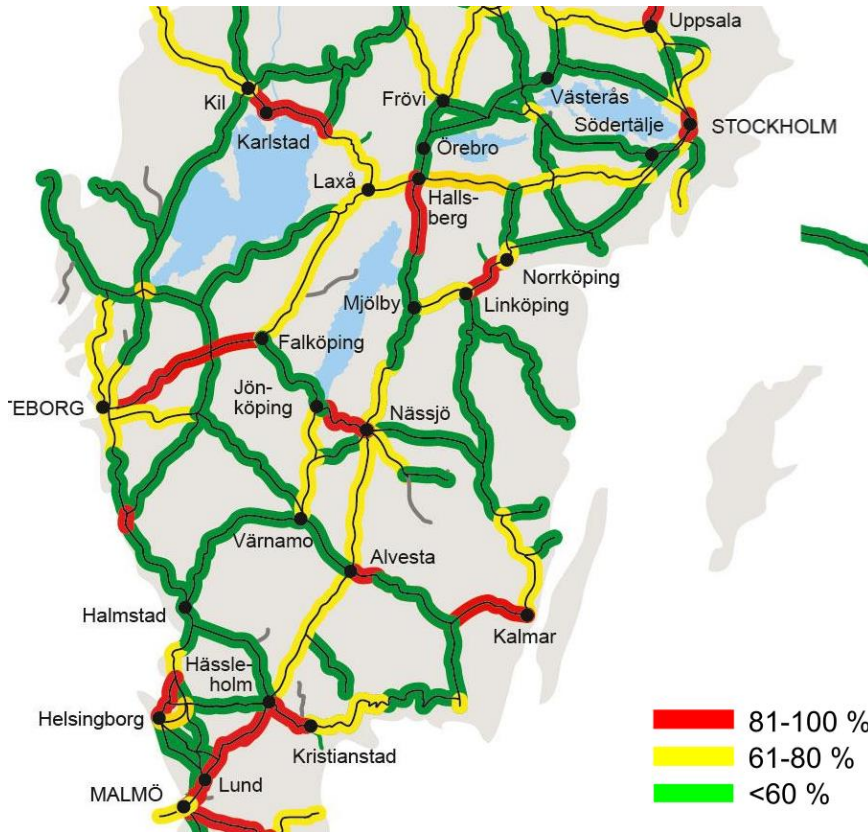 Uppsala
Kil
Frövi
Västerås
Södertälje
STOCKHOLM
Karlstad
Örebro
Laxå
Halls-
berg
Norrköping
Mjölby
Linköping
Falköping
Jön-
köping
TEBORG
Nässjö
Värnamo
Alvesta
Halmstad
Kalmar
Hässle-
holm
Helsingborg
Kristianstad
Lund
MALMÖ
81-100 %
61-80 %
<60 %